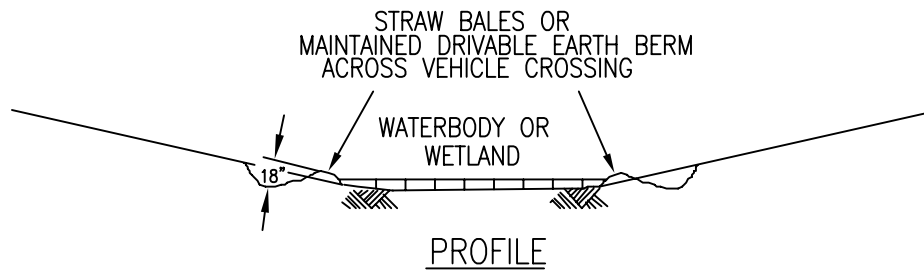 STRAW BALES OR
MAINTAINED DRIVABLE EARTH BERM
ACROSS VEHICLE CROSSING
WATERBODY OR
WETLAND
18"
PROFILE